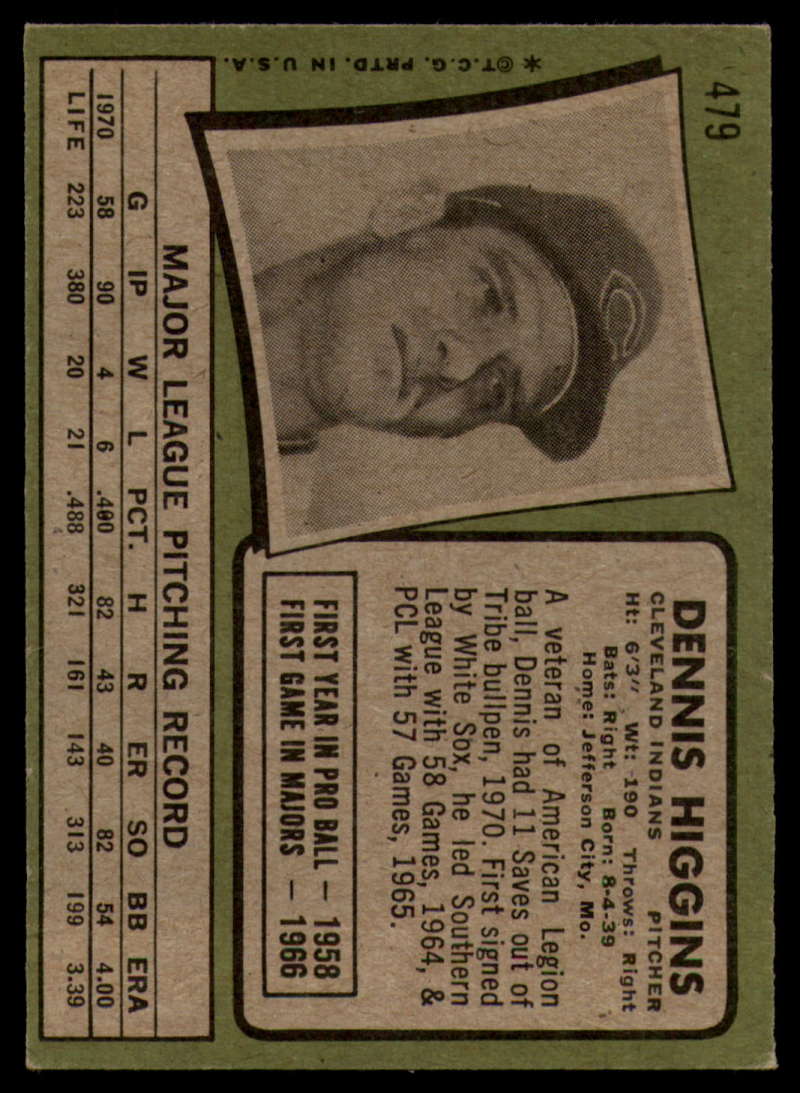 479
DENNIS HIGGINS
CLEVELAND INDIANS PITCHER
Ht: 6'3" Wt: 190 Throws: Right
Bats: Right Born: 8-4-39
Home: Jefferson City, Mo.
A veteran of American Legion
ball, Dennis had 11 Saves out of
Tribe bullpen, 1970. First signed
by White Sox, he led Southern
League with 58 Games, 1964, &
PCL with 57 Games, 1965.
FIRST YEAR IN PRO BALL — 1958
FIRST GAME IN MAJORS — 1966
C
MAJOR LEAGUE PITCHING RECORD
G IP W L PCT. H R ER SO BB ERA
1970 58 90 4 6 .400 82 43 40 82 54 4.00
LIFE 223 380 20 21 .488 321 161 143 313 199 3.39
*©T.C.G. PRTD. IN U.S.A.